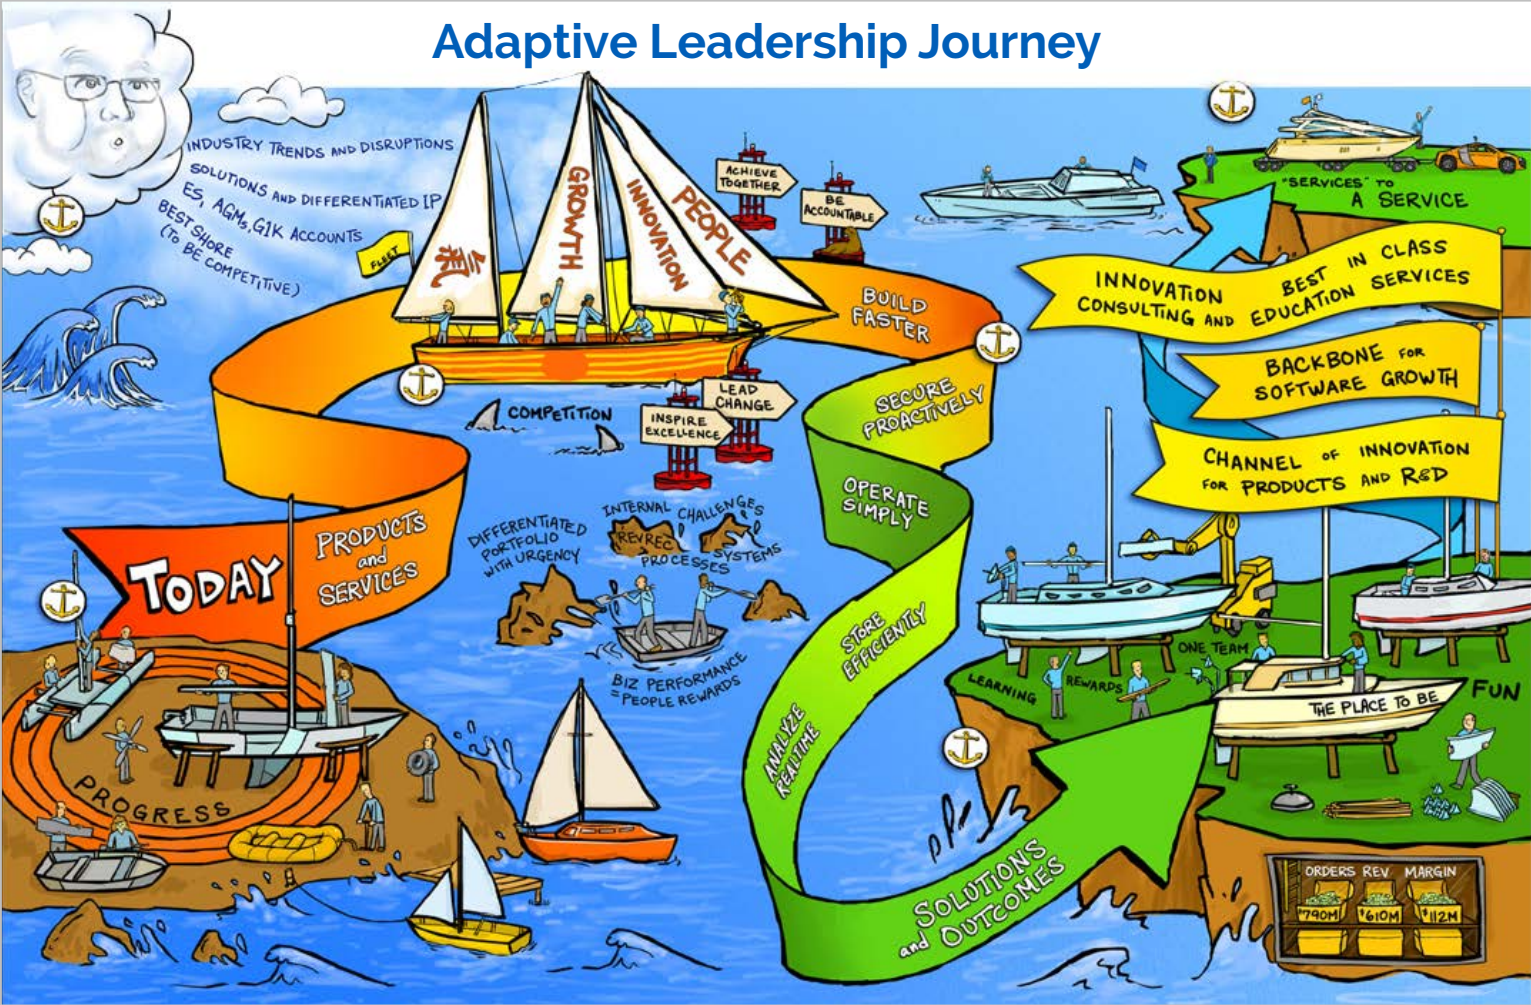 Adaptive Leadership Journey
INDUSTRY TRENDS AND DISRUPTIONS
SOLUTIONS AND DIFFERENTIATED IP
ES, AGMs, G1K ACCOUNTS
BEST SHORE
(TO BE COMPETITIVE)
FLEET
氣
GROWTH
INNOVATION
PEOPLE
ACHIEVE
TOGETHER
BE
ACCOUNTABLE
"SERVICES" TO
A SERVICE
INNOVATION
CONSULTING AND
BEST IN CLASS
EDUCATION SERVICES
BACKBONE FOR
SOFTWARE GROWTH
CHANNEL OF INNOVATION
FOR PRODUCTS AND R&D
BUILD
FASTER
SECURE
PROACTIVELY
OPERATE
SIMPLY
STORE
EFFICIENTLY
ANALYZE
REALTIME
SOLUTIONS
and OUTCOMES
LEAD
CHANGE
INSPIRE
EXCELLENCE
COMPETITION
INTERNAL CHALLENGES
REVREC
PROCESSES
SYSTEMS
DIFFERENTIATED
PORTFOLIO
WITH URGENCY
BIZ PERFORMANCE
= PEOPLE REWARDS
TODAY
PRODUCTS
and
SERVICES
PROGRESS
ONE TEAM
LEARNING
REWARDS
THE PLACE TO BE
FUN
ORDERS REV MARGIN
$790M $610M $112M